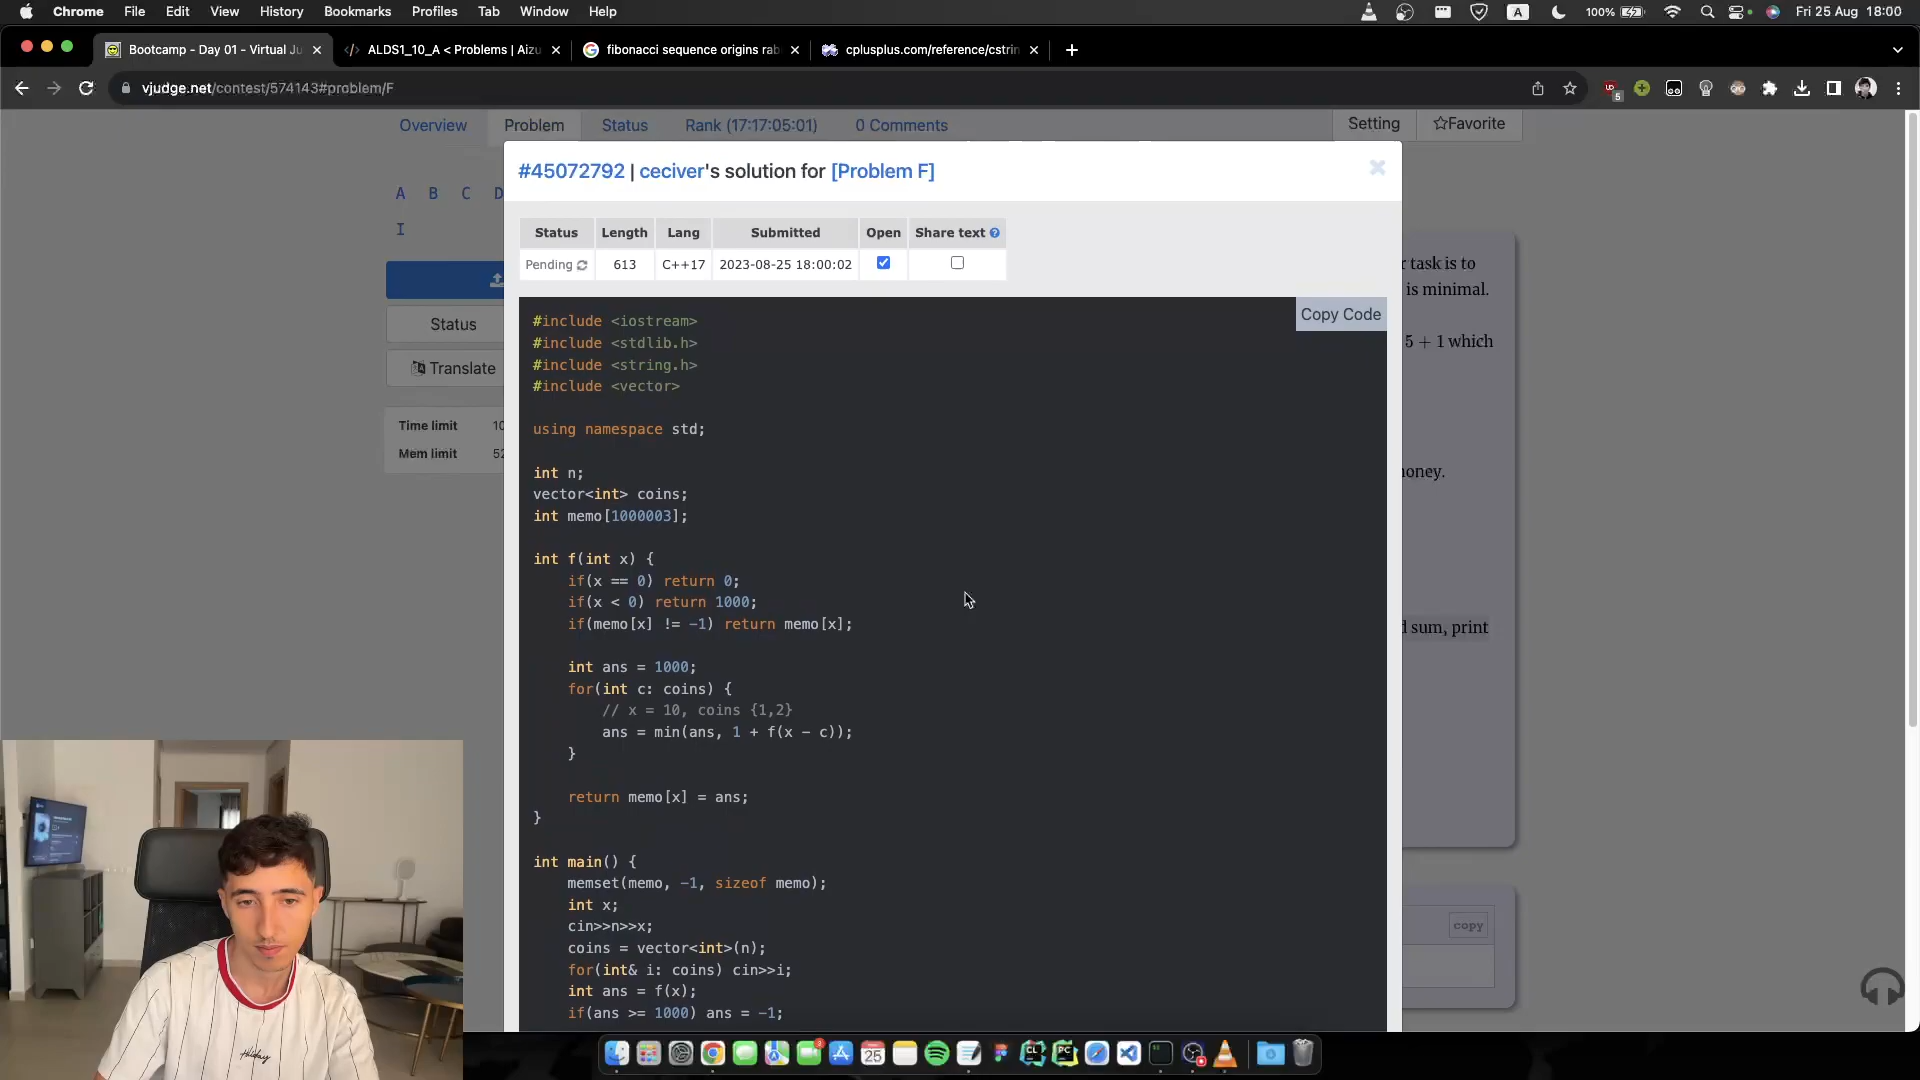 Chrome File Edit View History Bookmarks Profiles Tab Window Help A 100% Fri 25 Aug 18:00
Bootcamp - Day 01 - Virtual Ju ALDS1_10_A < Problems | Aizu fibonacci sequence origins rab cplusplus.com/reference/cstrin
vjudge.net/contest/574143#problem/F
Overview Problem Status Rank (17:17:05:01) 0 Comments Setting ☆Favorite
A B C D
I
Status
Translate
Time limit 10
Mem limit 52
#45072792 | ceciver's solution for [Problem F]
Status Length Lang Submitted Open Share text
Pending 613 C++17 2023-08-25 18:00:02
Copy Code
#include <iostream>
#include <stdlib.h>
#include <string.h>
#include <vector>
using namespace std;
int n;
vector<int> coins;
int memo[1000003];
int f(int x) {
if(x == 0) return 0;
if(x < 0) return 1000;
if(memo[x] != -1) return memo[x];
int ans = 1000;
for(int c: coins) {
// x = 10, coins {1,2}
ans = min(ans, 1 + f(x - c));
}
return memo[x] = ans;
}
int main() {
memset(memo, -1, sizeof memo);
int x;
cin>>n>>x;
coins = vector<int>(n);
for(int& i: coins) cin>>i;
int ans = f(x);
if(ans >= 1000) ans = -1;
task is to
is minimal.
5 + 1 which
money.
sum, print
copy
Holiday